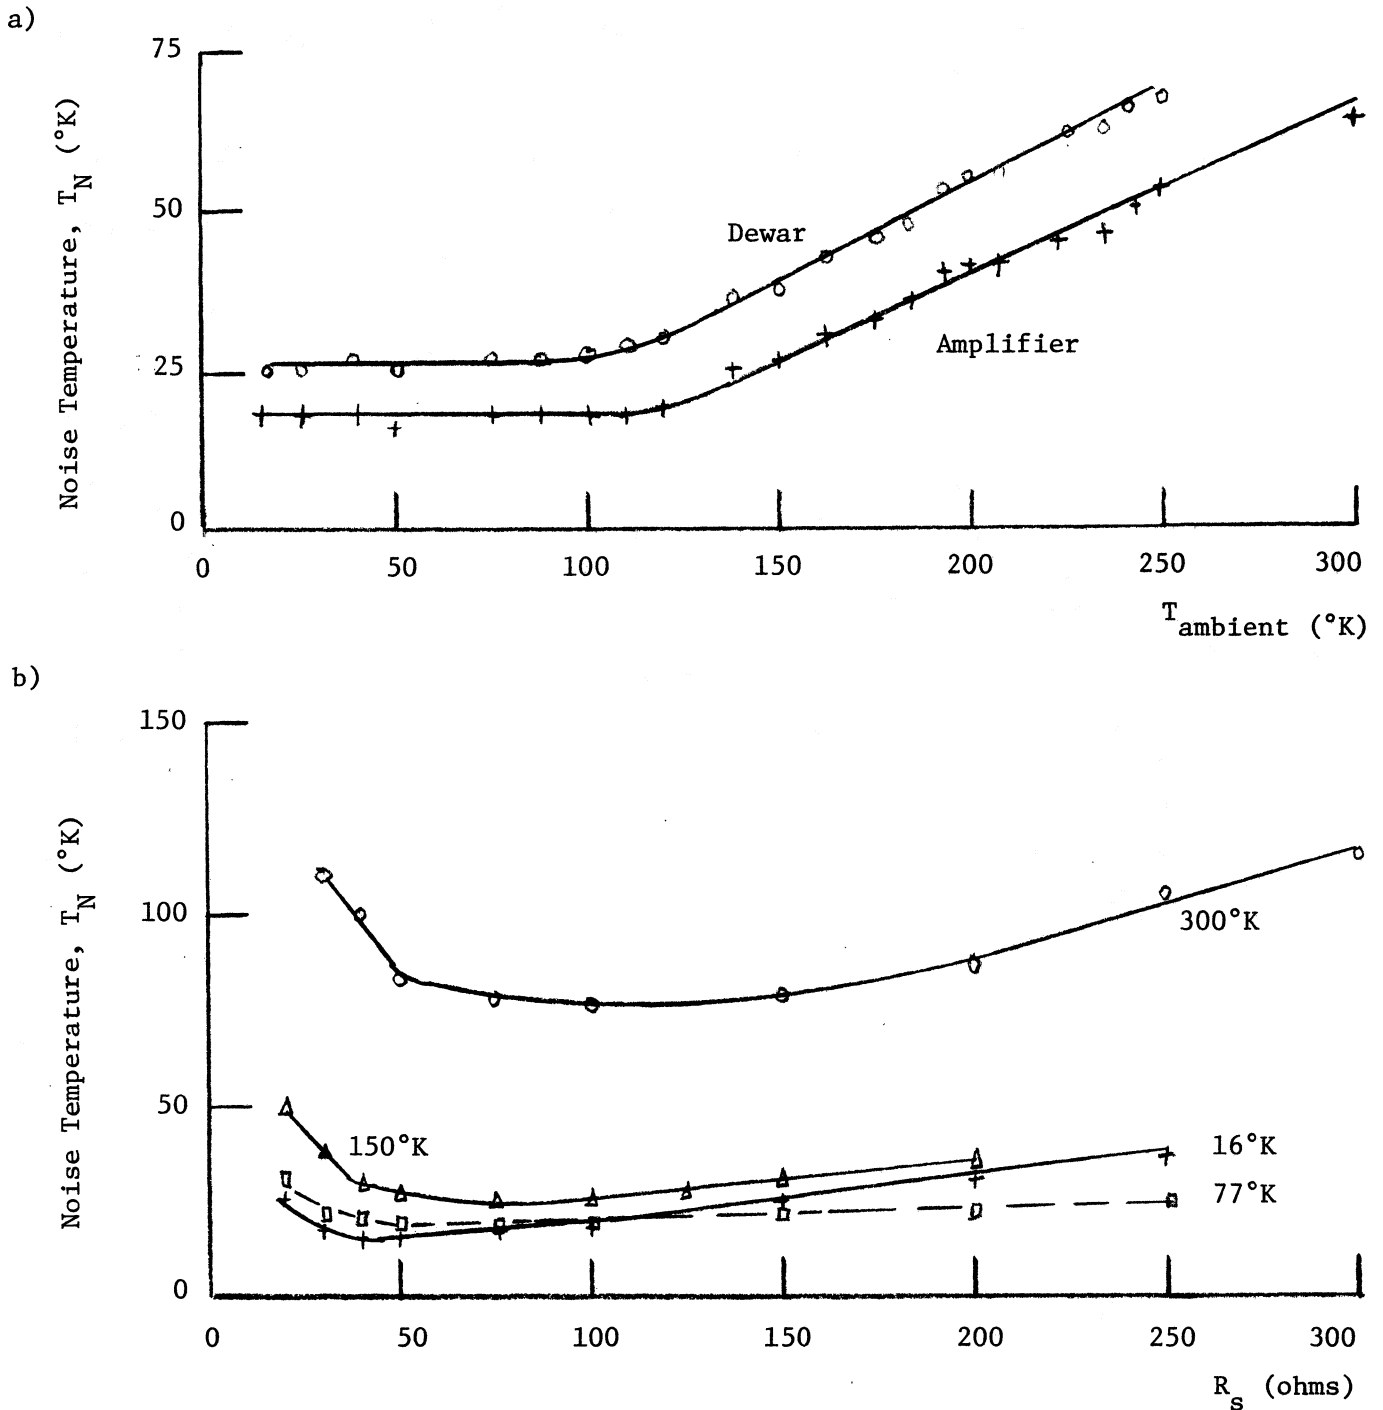 a)
75
50
25
0
Noise Temperature, T_N (°K)
Dewar
Amplifier
0 50 100 150 200 250 300
T_ambient (°K)
b)
150
100
50
0
Noise Temperature, T_N (°K)
300°K
150°K
16°K
77°K
0 50 100 150 200 250 300
R_s (ohms)